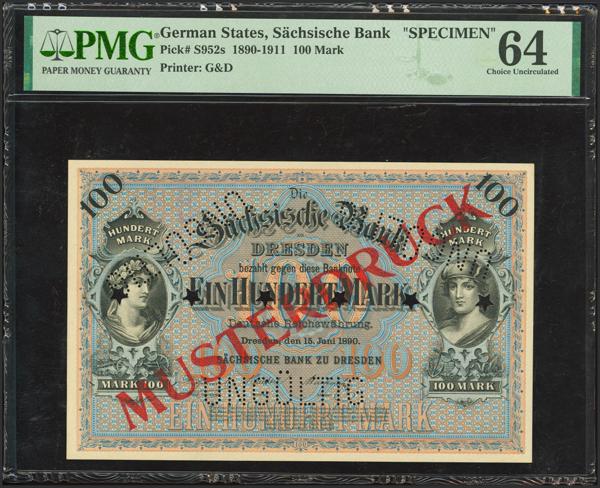 PMG
PAPER MONEY GUARANTY
German States, Sächsische Bank "SPECIMEN"
Pick# S952s 1890-1911 100 Mark
Printer: G&D
64
Choice Uncirculated
100
100
Die
Sächsische Bank
zu
DRESDEN
HUNDERT
MARK
HUNDERT
MARK
bezahlt gegen diese Banknote
EIN HUNDERT MARK
Deutsche Reichswährung.
Dresden, den 15. Juni 1890.
SÄCHSISCHE BANK ZU DRESDEN
MARK 100
100 MARK
EIN HUNDERT MARK
MUSTERDRUCK
UNGÜLTIG
100